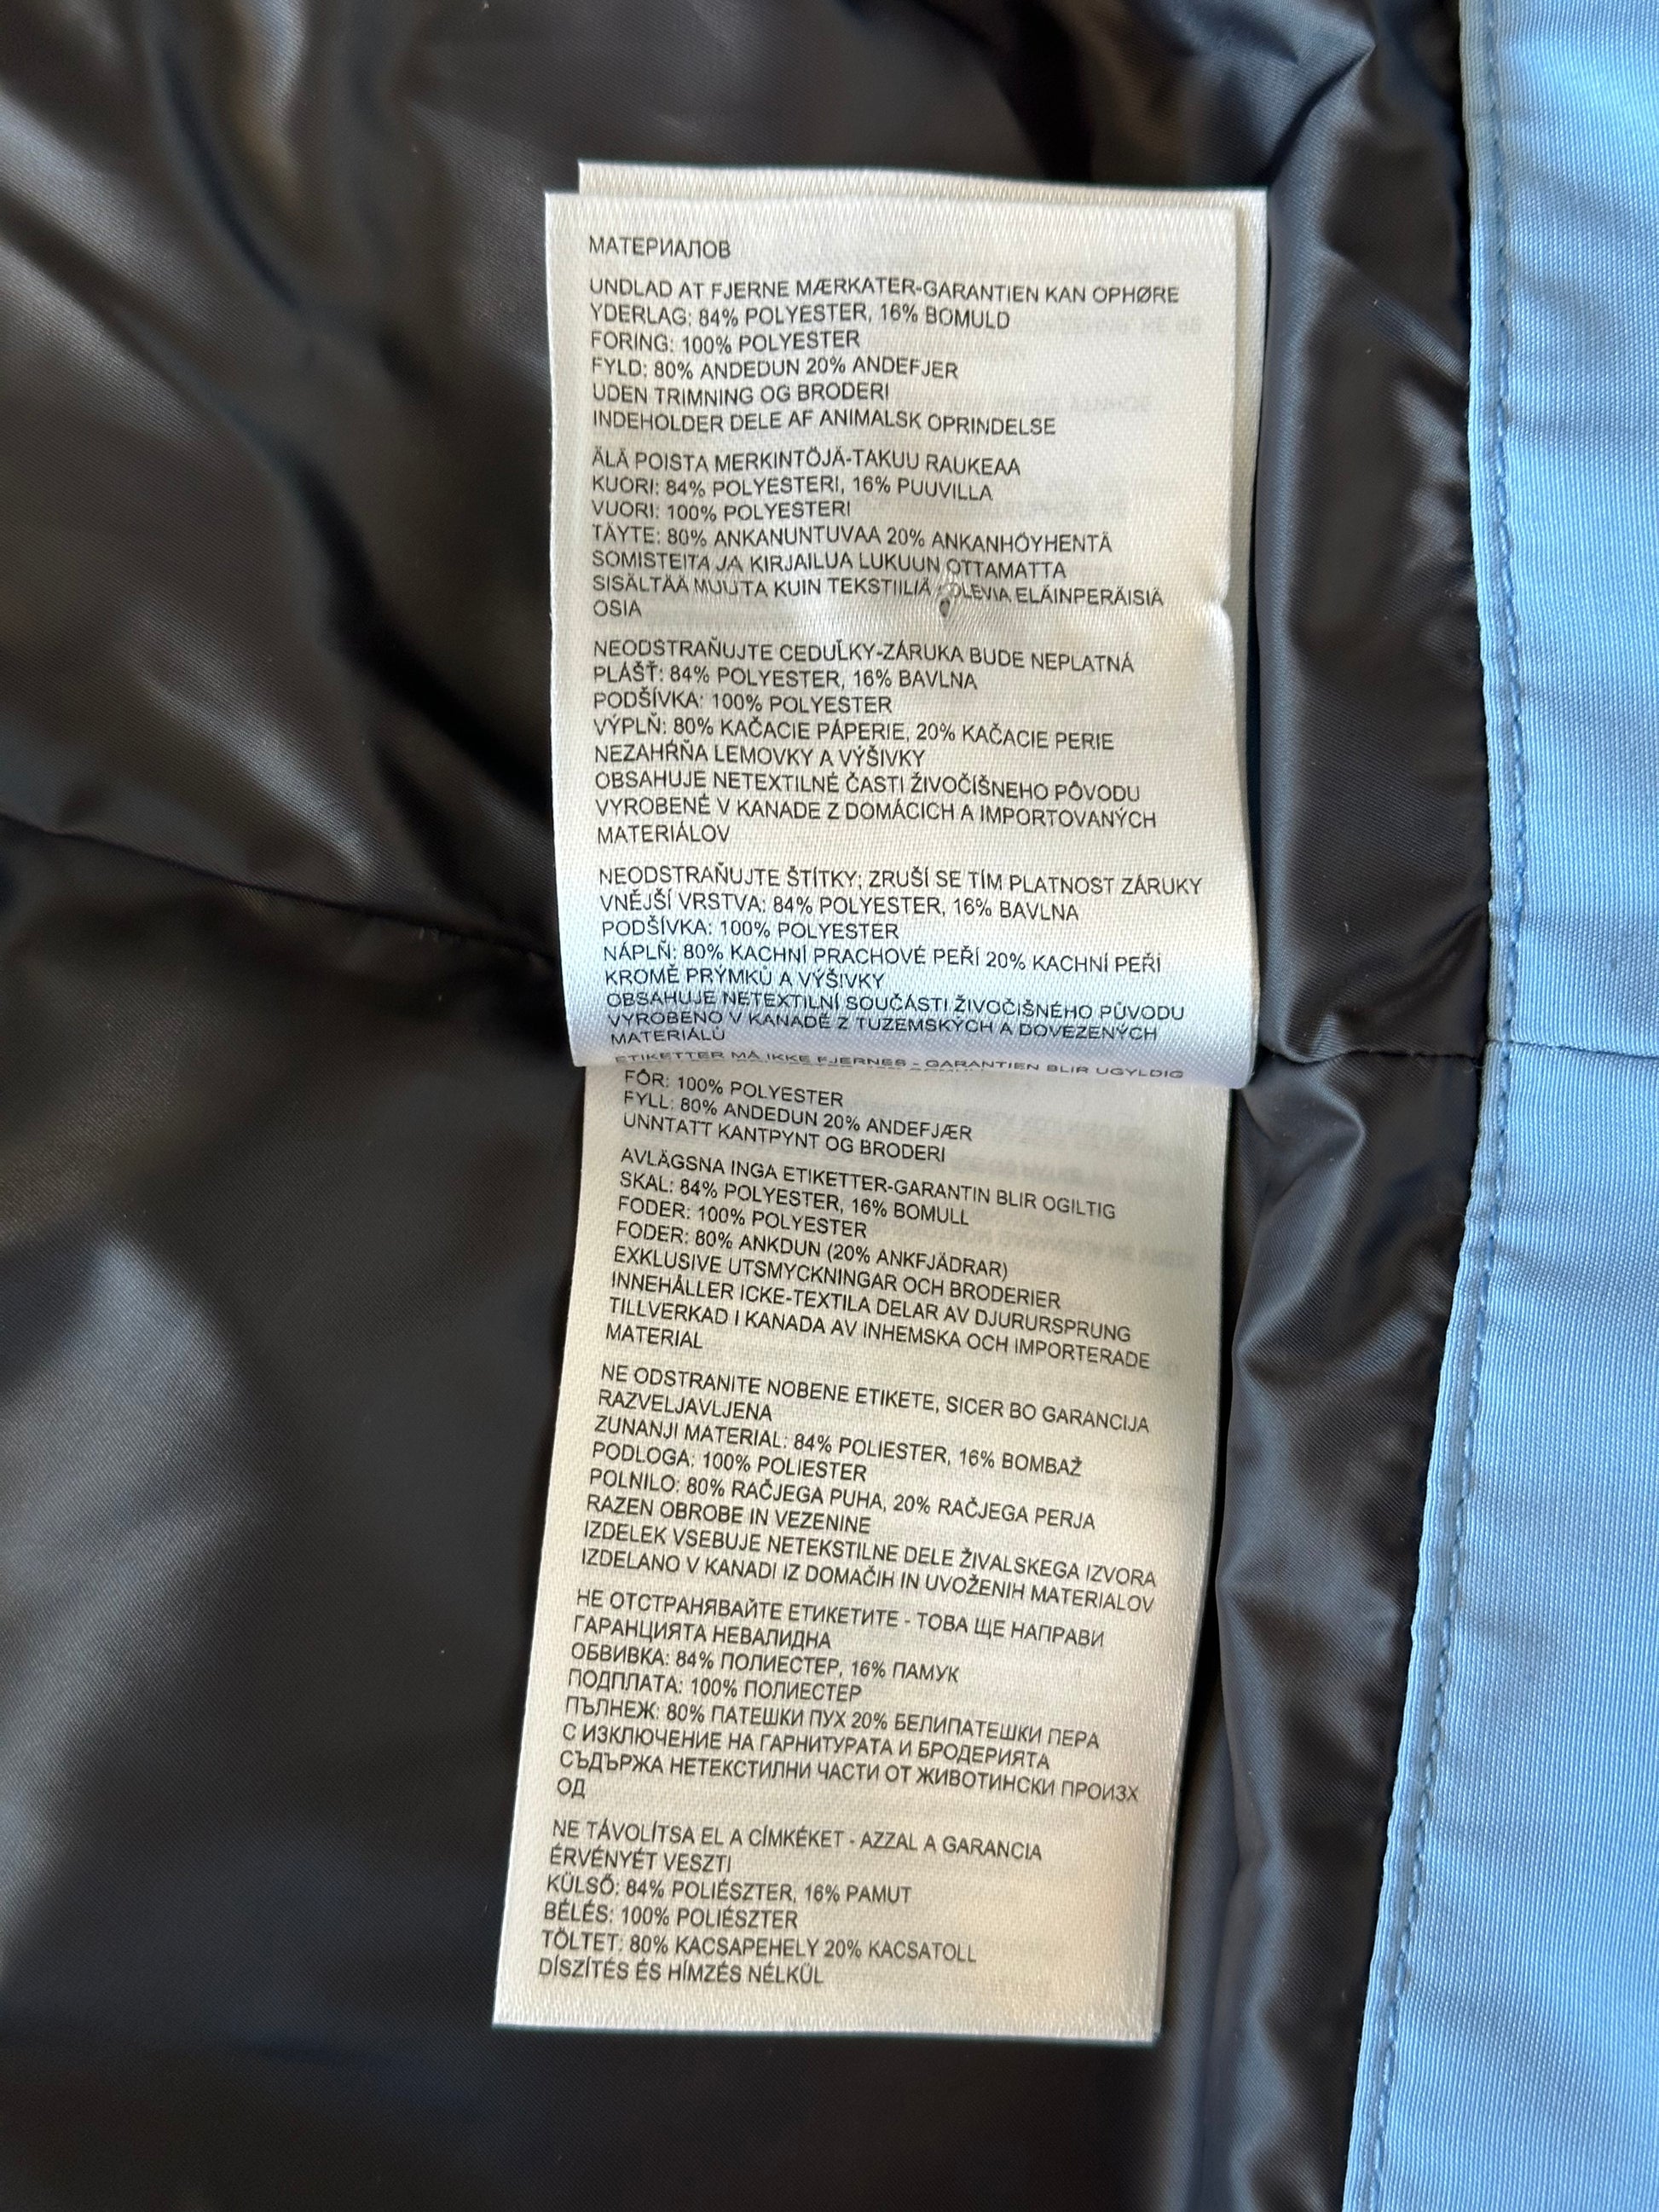 МАТЕРИАЛОВ
UNDLAD AT FJERNE MÆRKATER-GARANTIEN KAN OPHØRE
YDERLAG: 84% POLYESTER, 16% BOMULD
FORING: 100% POLYESTER
FYLD: 80% ANDEDUN 20% ANDEFJER
UDEN TRIMNING OG BRODERI
INDEHOLDER DELE AF ANIMALSK OPRINDELSE
ÄLÄ POISTA MERKINTÖJÄ-TAKUU RAUKEAA
KUORI: 84% POLYESTERI, 16% PUUVILLA
VUORI: 100% POLYESTERI
TÄYTE: 80% ANKANUNTUVAA 20% ANKANHÖYHENTÄ
SOMISTEITA JA KIRJAILUA LUKUUN OTTAMATTA
SISÄLTÄÄ MUUTA KUIN TEKSTIILIÄ OLEVIA ELÄINPERÄISIÄ
OSIA
NEODSTRAŇUJTE CEDUĽKY-ZÁRUKA BUDE NEPLATNÁ
PLÁŠŤ: 84% POLYESTER, 16% BAVLNA
PODŠÍVKA: 100% POLYESTER
VÝPLŇ: 80% KAČACIE PÁPERIE, 20% KAČACIE PERIE
NEZAHŔŇA LEMOVKY A VÝŠIVKY
OBSAHUJE NETEXTILNÉ ČASTI ŽIVOČÍŠNEHO PÔVODU
VYROBENÉ V KANADE Z DOMÁCICH A IMPORTOVANÝCH
MATERIÁLOV
NEODSTRAŇUJTE ŠTÍTKY; ZRUŠÍ SE TÍM PLATNOST ZÁRUKY
VNĚJŠÍ VRSTVA: 84% POLYESTER, 16% BAVLNA
PODŠÍVKA: 100% POLYESTER
NÁPLŇ: 80% KACHNÍ PRACHOVÉ PEŘÍ 20% KACHNÍ PEŘÍ
KROMĚ PRÝMKŮ A VÝŠIVKY
OBSAHUJE NETEXTILNÍ SOUČÁSTI ŽIVOČIŠNÉHO PŮVODU
VYROBENO V KANADĚ Z TUZEMSKÝCH A DOVEZENÝCH
MATERIÁLŮ
ETIKETTER MÅ IKKE FJERNES - GARANTIEN BLIR UGYLDIG
FÔR: 100% POLYESTER
FYLL: 80% ANDEDUN 20% ANDEFJÆR
UNNTATT KANTPYNT OG BRODERI
AVLÄGSNA INGA ETIKETTER-GARANTIN BLIR OGILTIG
SKAL: 84% POLYESTER, 16% BOMULL
FODER: 100% POLYESTER
FODER: 80% ANKDUN (20% ANKFJÄDRAR)
EXKLUSIVE UTSMYCKNINGAR OCH BRODERIER
INNEHÅLLER ICKE-TEXTILA DELAR AV DJURURSPRUNG
TILLVERKAD I KANADA AV INHEMSKA OCH IMPORTERADE
MATERIAL
NE ODSTRANITE NOBENE ETIKETE, SICER BO GARANCIJA
RAZVELJAVLJENA
ZUNANJI MATERIAL: 84% POLIESTER, 16% BOMBAŽ
PODLOGA: 100% POLIESTER
POLNILO: 80% RAČJEGA PUHA, 20% RAČJEGA PERJA
RAZEN OBROBE IN VEZENINE
IZDELEK VSEBUJE NETEKSTILNE DELE ŽIVALSKEGA IZVORA
IZDELANO V KANADI IZ DOMAČIH IN UVOŽENIH MATERIALOV
НЕ ОТСТРАНЯВАЙТЕ ЕТИКЕТИТЕ - ТОВА ЩЕ НАПРАВИ
ГАРАНЦИЯТА НЕВАЛИДНА
ОБВИВКА: 84% ПОЛИЕСТЕР, 16% ПАМУК
ПОДПЛАТА: 100% ПОЛИЕСТЕР
ПЪЛНЕЖ: 80% ПАТЕШКИ ПУХ 20% БЕЛИПАТЕШКИ ПЕРА
С ИЗКЛЮЧЕНИЕ НА ГАРНИТУРАТА И БРОДЕРИЯТА
СЪДЪРЖА НЕТЕКСТИЛНИ ЧАСТИ ОТ ЖИВОТИНСКИ ПРОИЗХ
ОД
NE TÁVOLÍTSA EL A CÍMKÉKET - AZZAL A GARANCIA
ÉRVÉNYÉT VESZTI
KÜLSŐ: 84% POLIÉSZTER, 16% PAMUT
BÉLÉS: 100% POLIÉSZTER
TÖLTET: 80% KACSAPEHELY 20% KACSATOLL
DÍSZÍTÉS ÉS HÍMZÉS NÉLKÜL